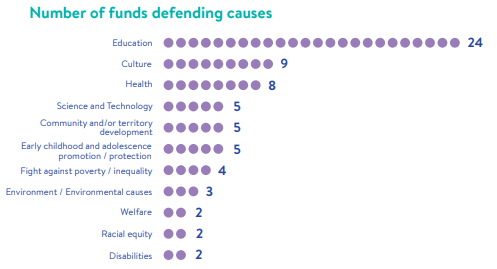 Number of funds defending causes
Education 24
Culture 9
Health 8
Science and Technology 5
Community and/or territory
development 5
Early childhood and adolescence
promotion / protection 5
Fight against poverty / inequality 4
Environment / Environmental causes 3
Welfare 2
Racial equity 2
Disabilities 2